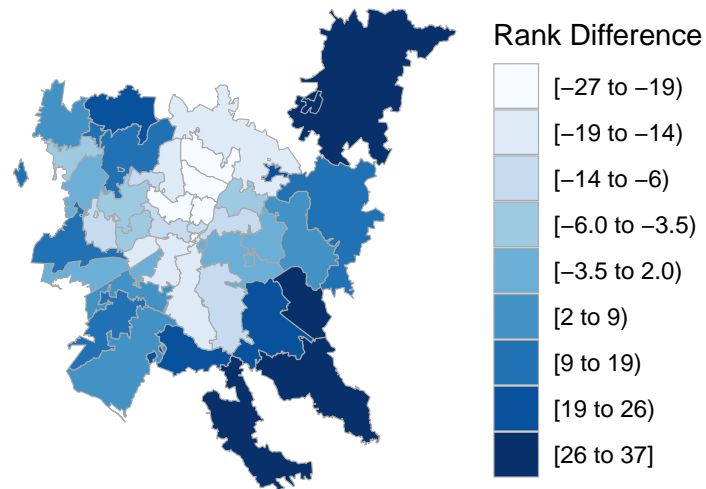 Rank Difference
[−27 to −19)
[−19 to −14)
[−14 to −6)
[−6.0 to −3.5)
[−3.5 to 2.0)
[2 to 9)
[9 to 19)
[19 to 26)
[26 to 37]